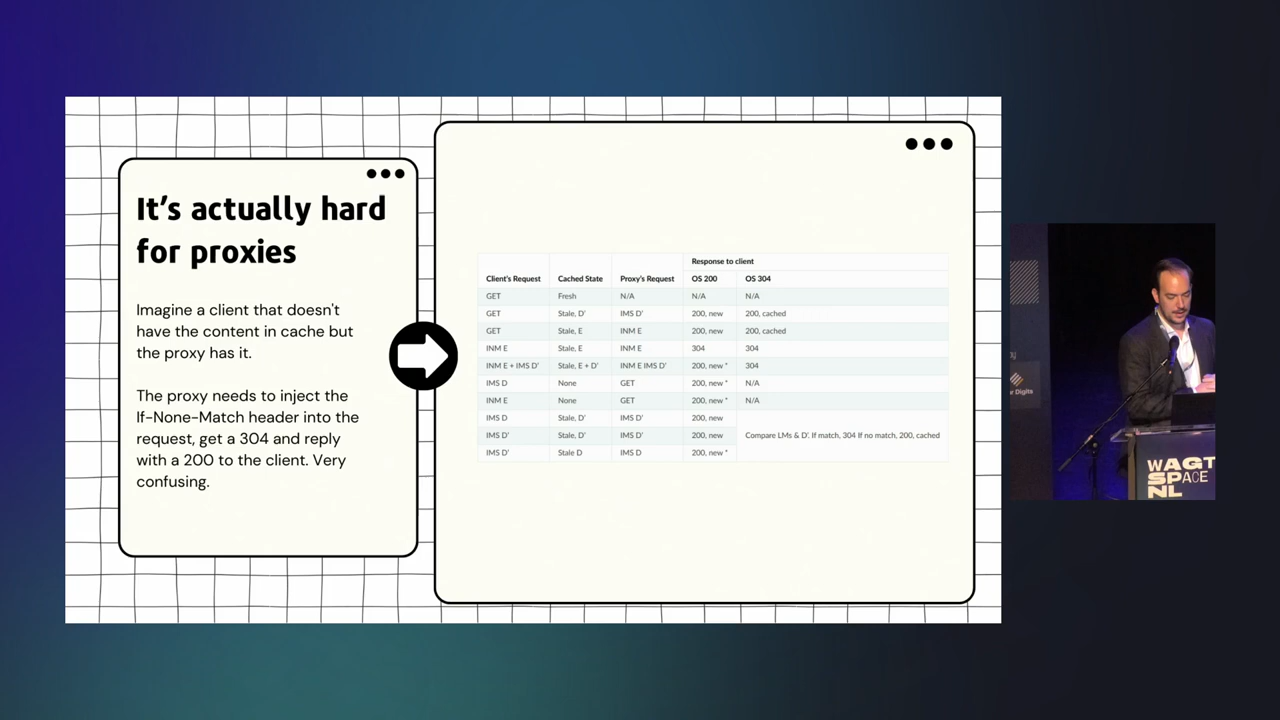 It's actually hard
for proxies
Imagine a client that doesn't
have the content in cache but
the proxy has it.
The proxy needs to inject the
If-None-Match header into the
request, get a 304 and reply
with a 200 to the client. Very
confusing.
Response to client
Client's Request Cached State Proxy's Request OS 200 OS 304
GET Fresh N/A N/A N/A
GET Stale, D' IMS D' 200, new 200, cached
GET Stale, E INM E 200, new 200, cached
INM E Stale, E INM E 304 304
INM E + IMS D' Stale, E + D' INM E IMS D' 200, new * 304
IMS D None GET 200, new * N/A
INM E None GET 200, new * N/A
IMS D Stale, D' IMS D' 200, new
IMS D' Stale, D' IMS D' 200, new Compare LMs & D'. If match, 304 If no match, 200, cached
IMS D' Stale D IMS D 200, new *
Digits
WAGT
SPACE
NL